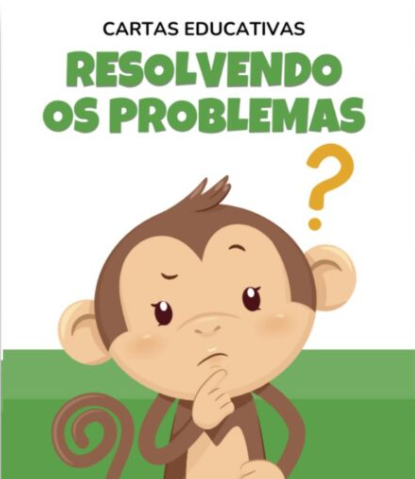 CARTAS EDUCATIVAS
RESOLVENDO
OS PROBLEMAS
?